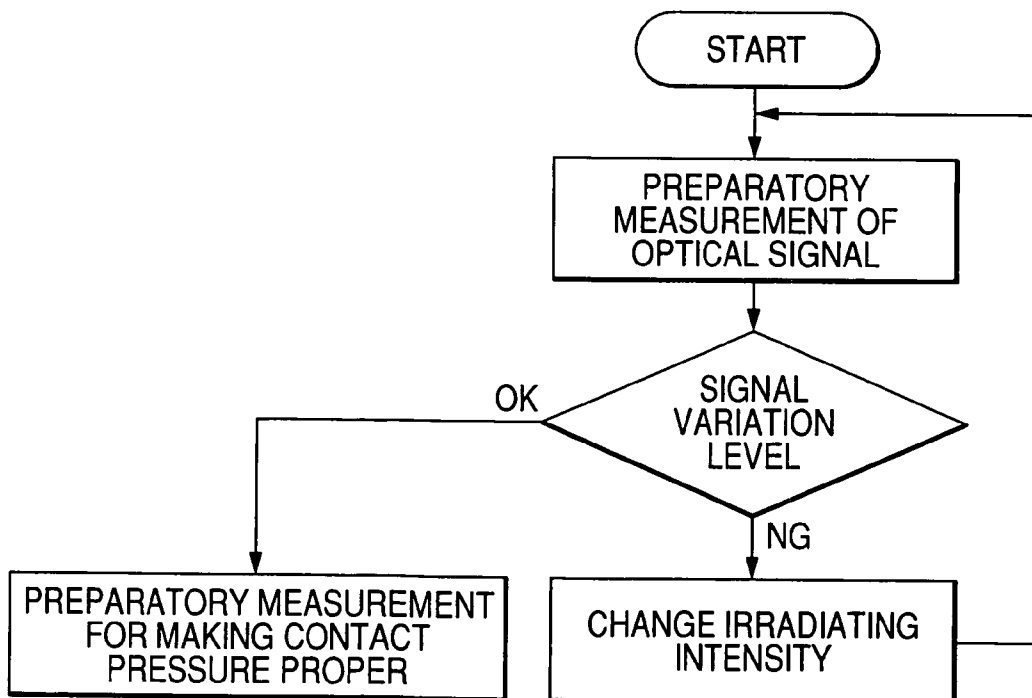 START
PREPARATORY
MEASUREMENT OF
OPTICAL SIGNAL
SIGNAL
VARIATION
LEVEL
OK
NG
PREPARATORY MEASUREMENT
FOR MAKING CONTACT
PRESSURE PROPER
CHANGE IRRADIATING
INTENSITY